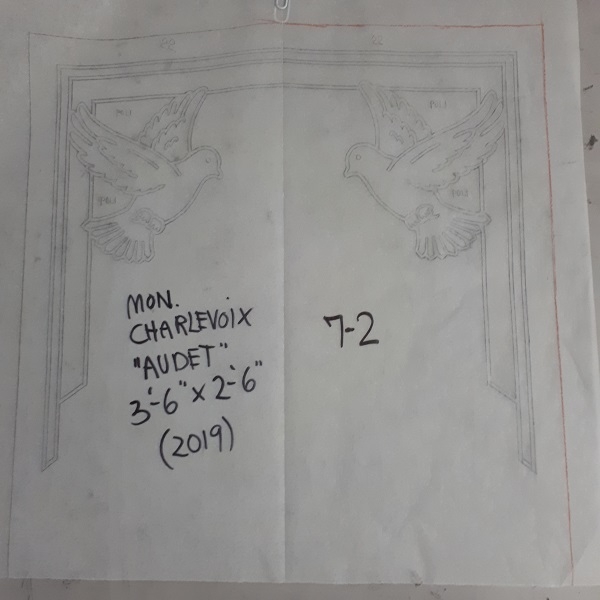 MON.
CHARLEVOIX
"AUDET"
3'-6" x 2'-6"
(2019)
7-2